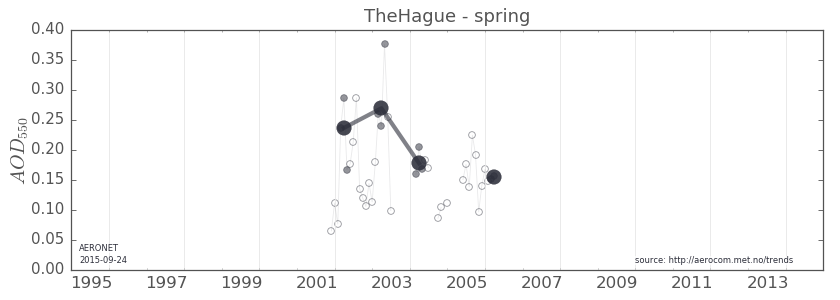 TheHague - spring
0.40
0.35
0.30
0.25
0.20
0.15
0.10
0.05
0.00
AOD550
AERONET
2015-09-24
source: http://aerocom.met.no/trends
1995 1997 1999 2001 2003 2005 2006 2009 2011 2013